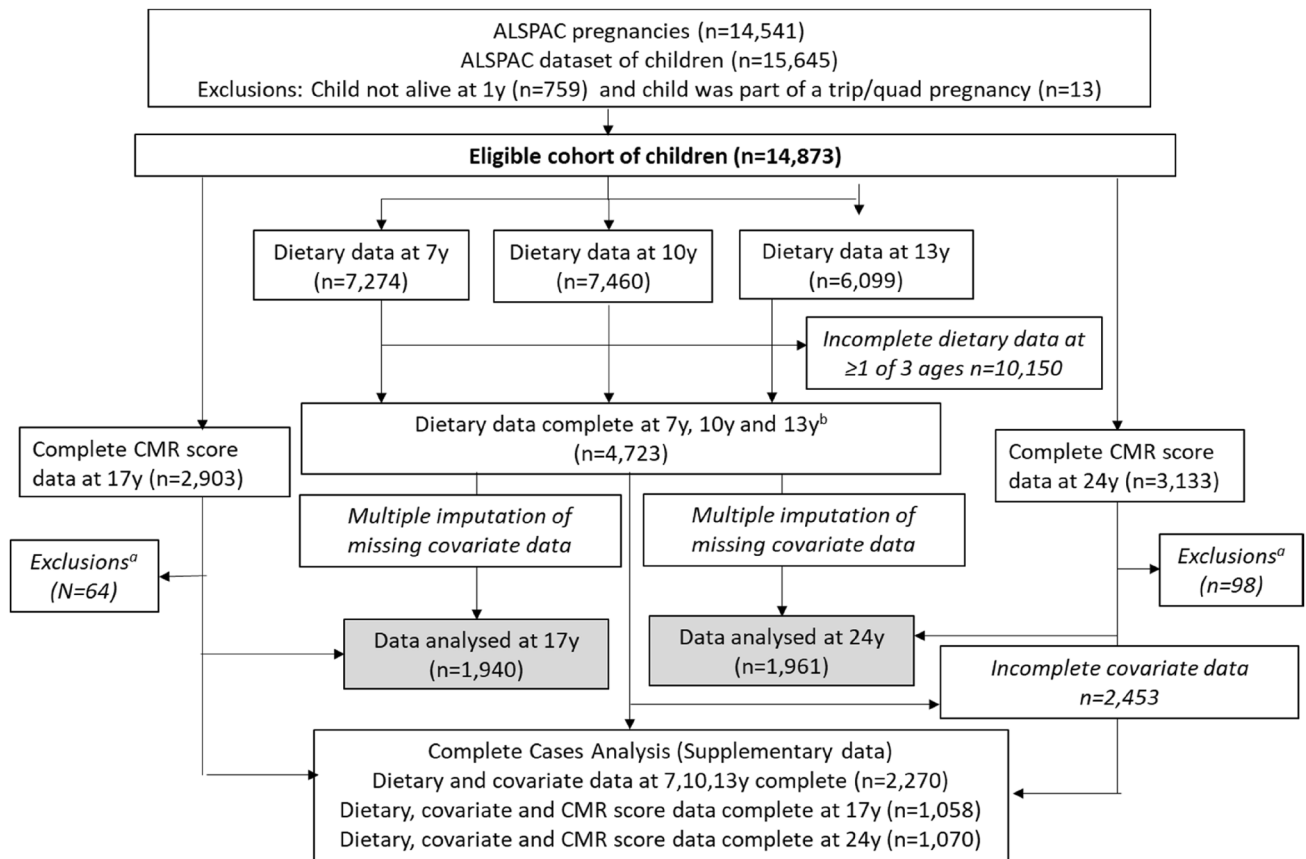 ALSPAC pregnancies (n=14,541)
ALSPAC dataset of children (n=15,645)
Exclusions: Child not alive at 1y (n=759) and child was part of a trip/quad pregnancy (n=13)
Eligible cohort of children (n=14,873)
Dietary data at 7y
(n=7,274)
Dietary data at 10y
(n=7,460)
Dietary data at 13y
(n=6,099)
Incomplete dietary data at
≥1 of 3 ages n=10,150
Dietary data complete at 7y, 10y and 13yᵇ
(n=4,723)
Complete CMR score
data at 17y (n=2,903)
Complete CMR score
data at 24y (n=3,133)
Multiple imputation of
missing covariate data
Multiple imputation of
missing covariate data
Exclusionsᵃ
(N=64)
Exclusionsᵃ
(n=98)
Data analysed at 17y
(n=1,940)
Data analysed at 24y
(n=1,961)
Incomplete covariate data
n=2,453
Complete Cases Analysis (Supplementary data)
Dietary and covariate data at 7,10,13y complete (n=2,270)
Dietary, covariate and CMR score data complete at 17y (n=1,058)
Dietary, covariate and CMR score data complete at 24y (n=1,070)